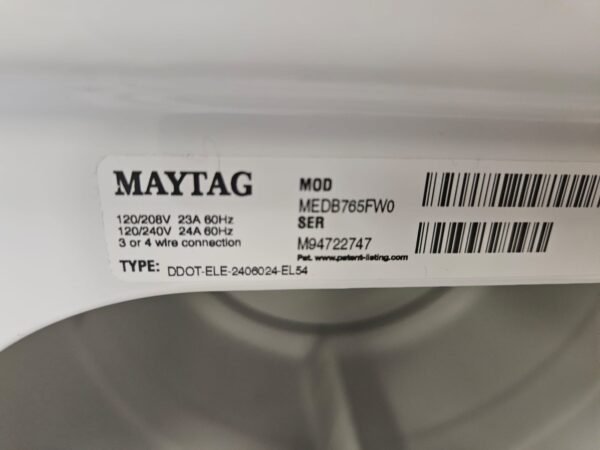 MAYTAG
120/208V 23A 60Hz
120/240V 24A 60Hz
3 or 4 wire connection
TYPE: DDOT-ELE-2406024-EL54
MOD
MEDB765FW0
SER
M94722747
Pat. www.patent-listing.com